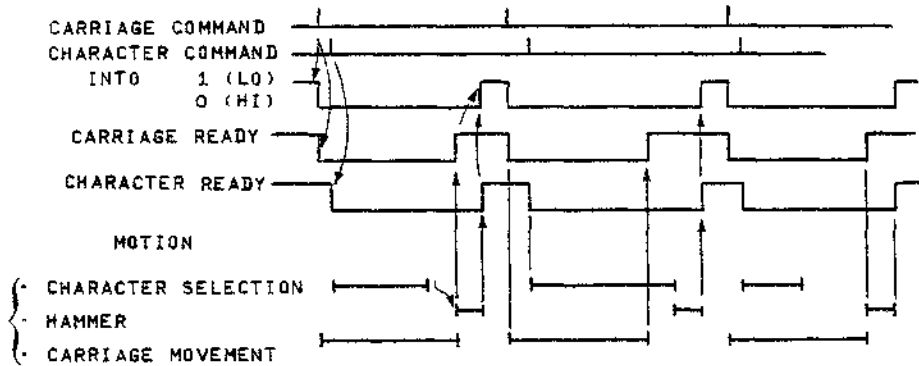 CARRIAGE COMMAND
CHARACTER COMMAND
INTO 1 (LO)
0 (HI)
CARRIAGE READY
CHARACTER READY
MOTION
· CHARACTER SELECTION
· HAMMER
· CARRIAGE MOVEMENT